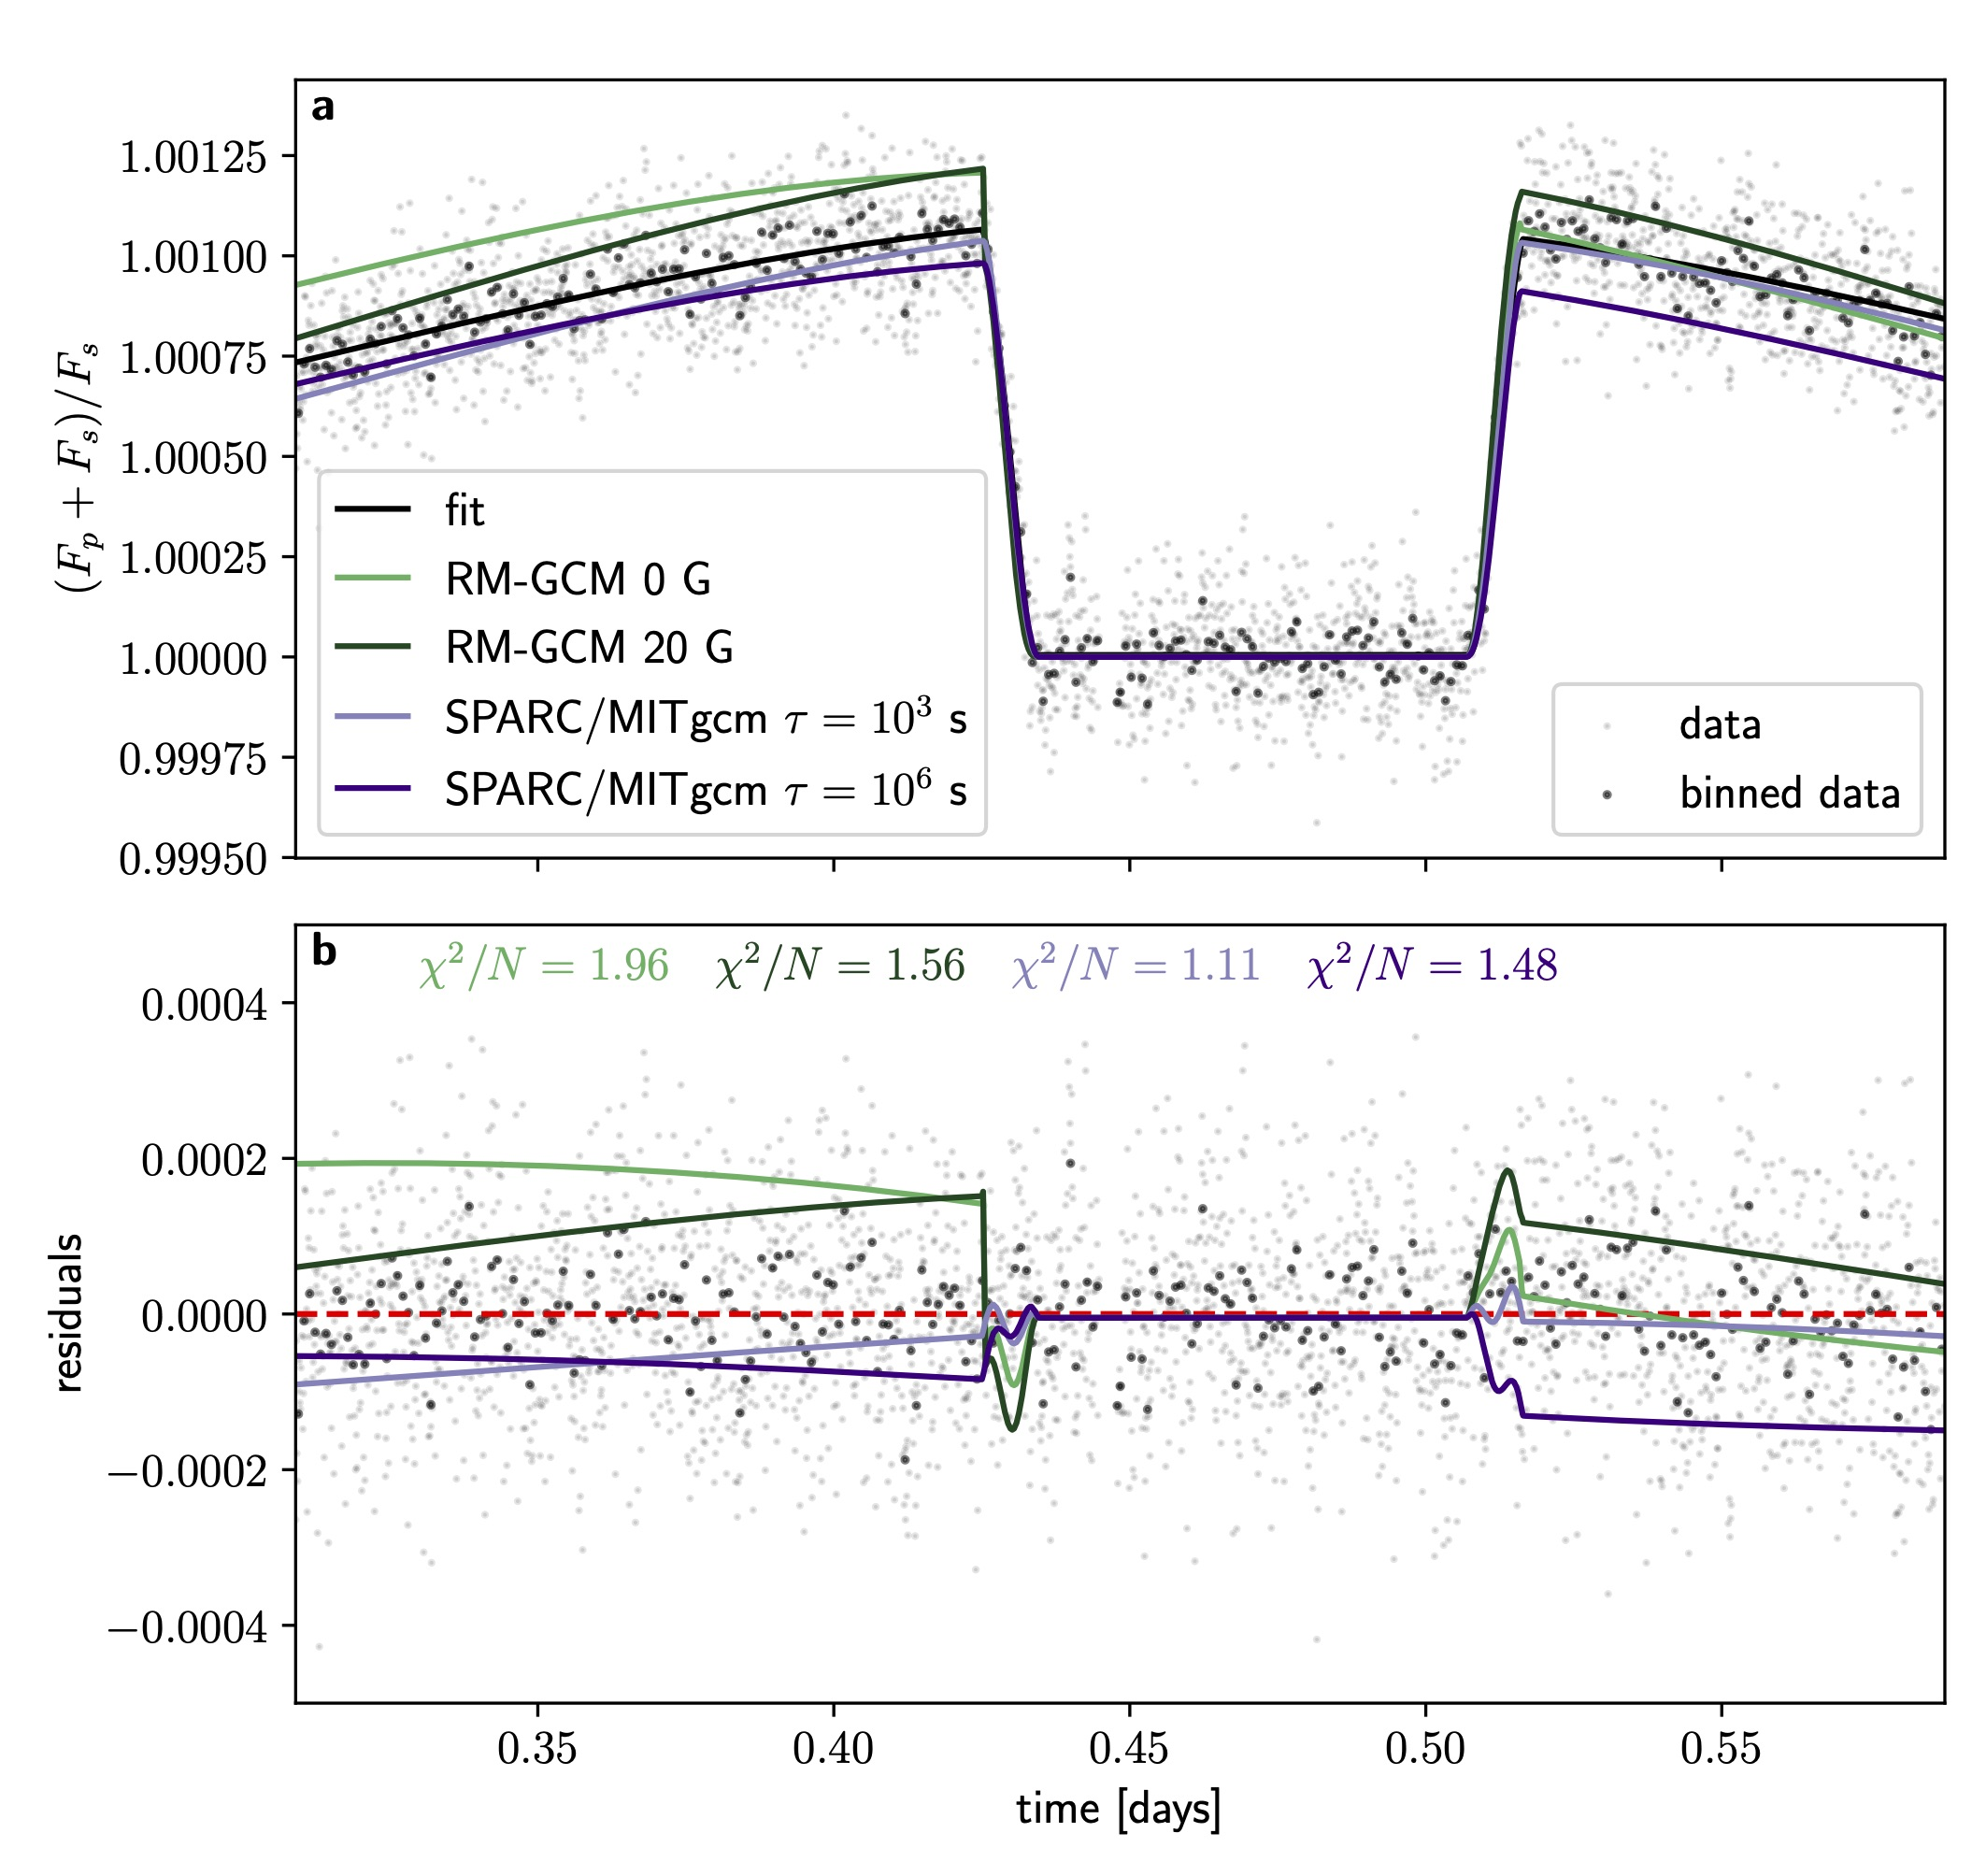 a
1.00125
1.00100
1.00075
1.00050
1.00025
1.00000
0.99975
0.99950
(F_p + F_s)/F_s
fit
RM-GCM 0 G
RM-GCM 20 G
SPARC/MITgcm τ = 10³ s
SPARC/MITgcm τ = 10⁶ s
data
binned data
b
χ²/N = 1.96 χ²/N = 1.56 χ²/N = 1.11 χ²/N = 1.48
0.0004
0.0002
0.0000
−0.0002
−0.0004
residuals
0.35 0.40 0.45 0.50 0.55
time [days]